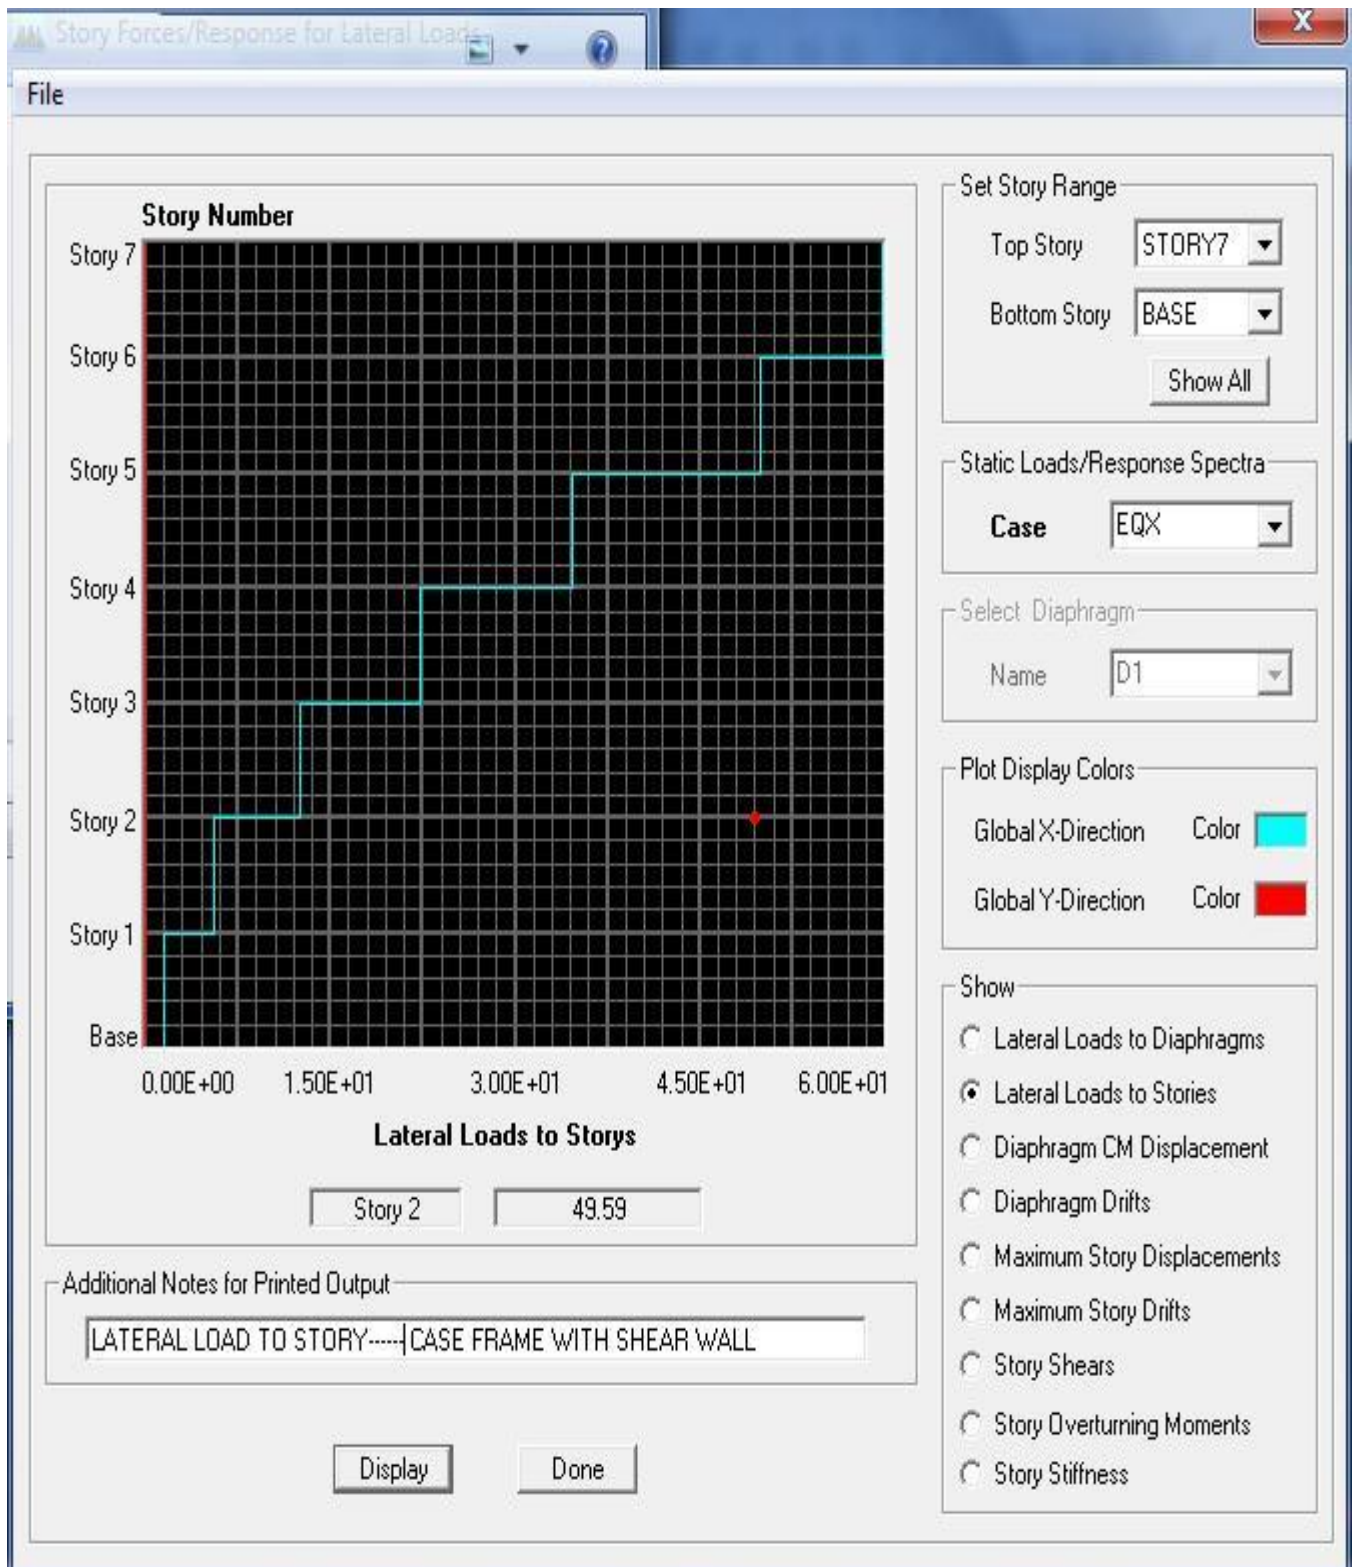 Story Forces/Response for Lateral Loads
File
Story Number
Story 7
Story 6
Story 5
Story 4
Story 3
Story 2
Story 1
Base
0.00E+00 1.50E+01 3.00E+01 4.50E+01 6.00E+01
Lateral Loads to Storys
Story 2 49.59
Additional Notes for Printed Output
LATERAL LOAD TO STORY-----CASE FRAME WITH SHEAR WALL
Display Done
Set Story Range
Top Story STORY7
Bottom Story BASE
Show All
Static Loads/Response Spectra
Case EQX
Select Diaphragm
Name D1
Plot Display Colors
Global X-Direction Color
Global Y-Direction Color
Show
Lateral Loads to Diaphragms
Lateral Loads to Stories
Diaphragm CM Displacement
Diaphragm Drifts
Maximum Story Displacements
Maximum Story Drifts
Story Shears
Story Overturning Moments
Story Stiffness